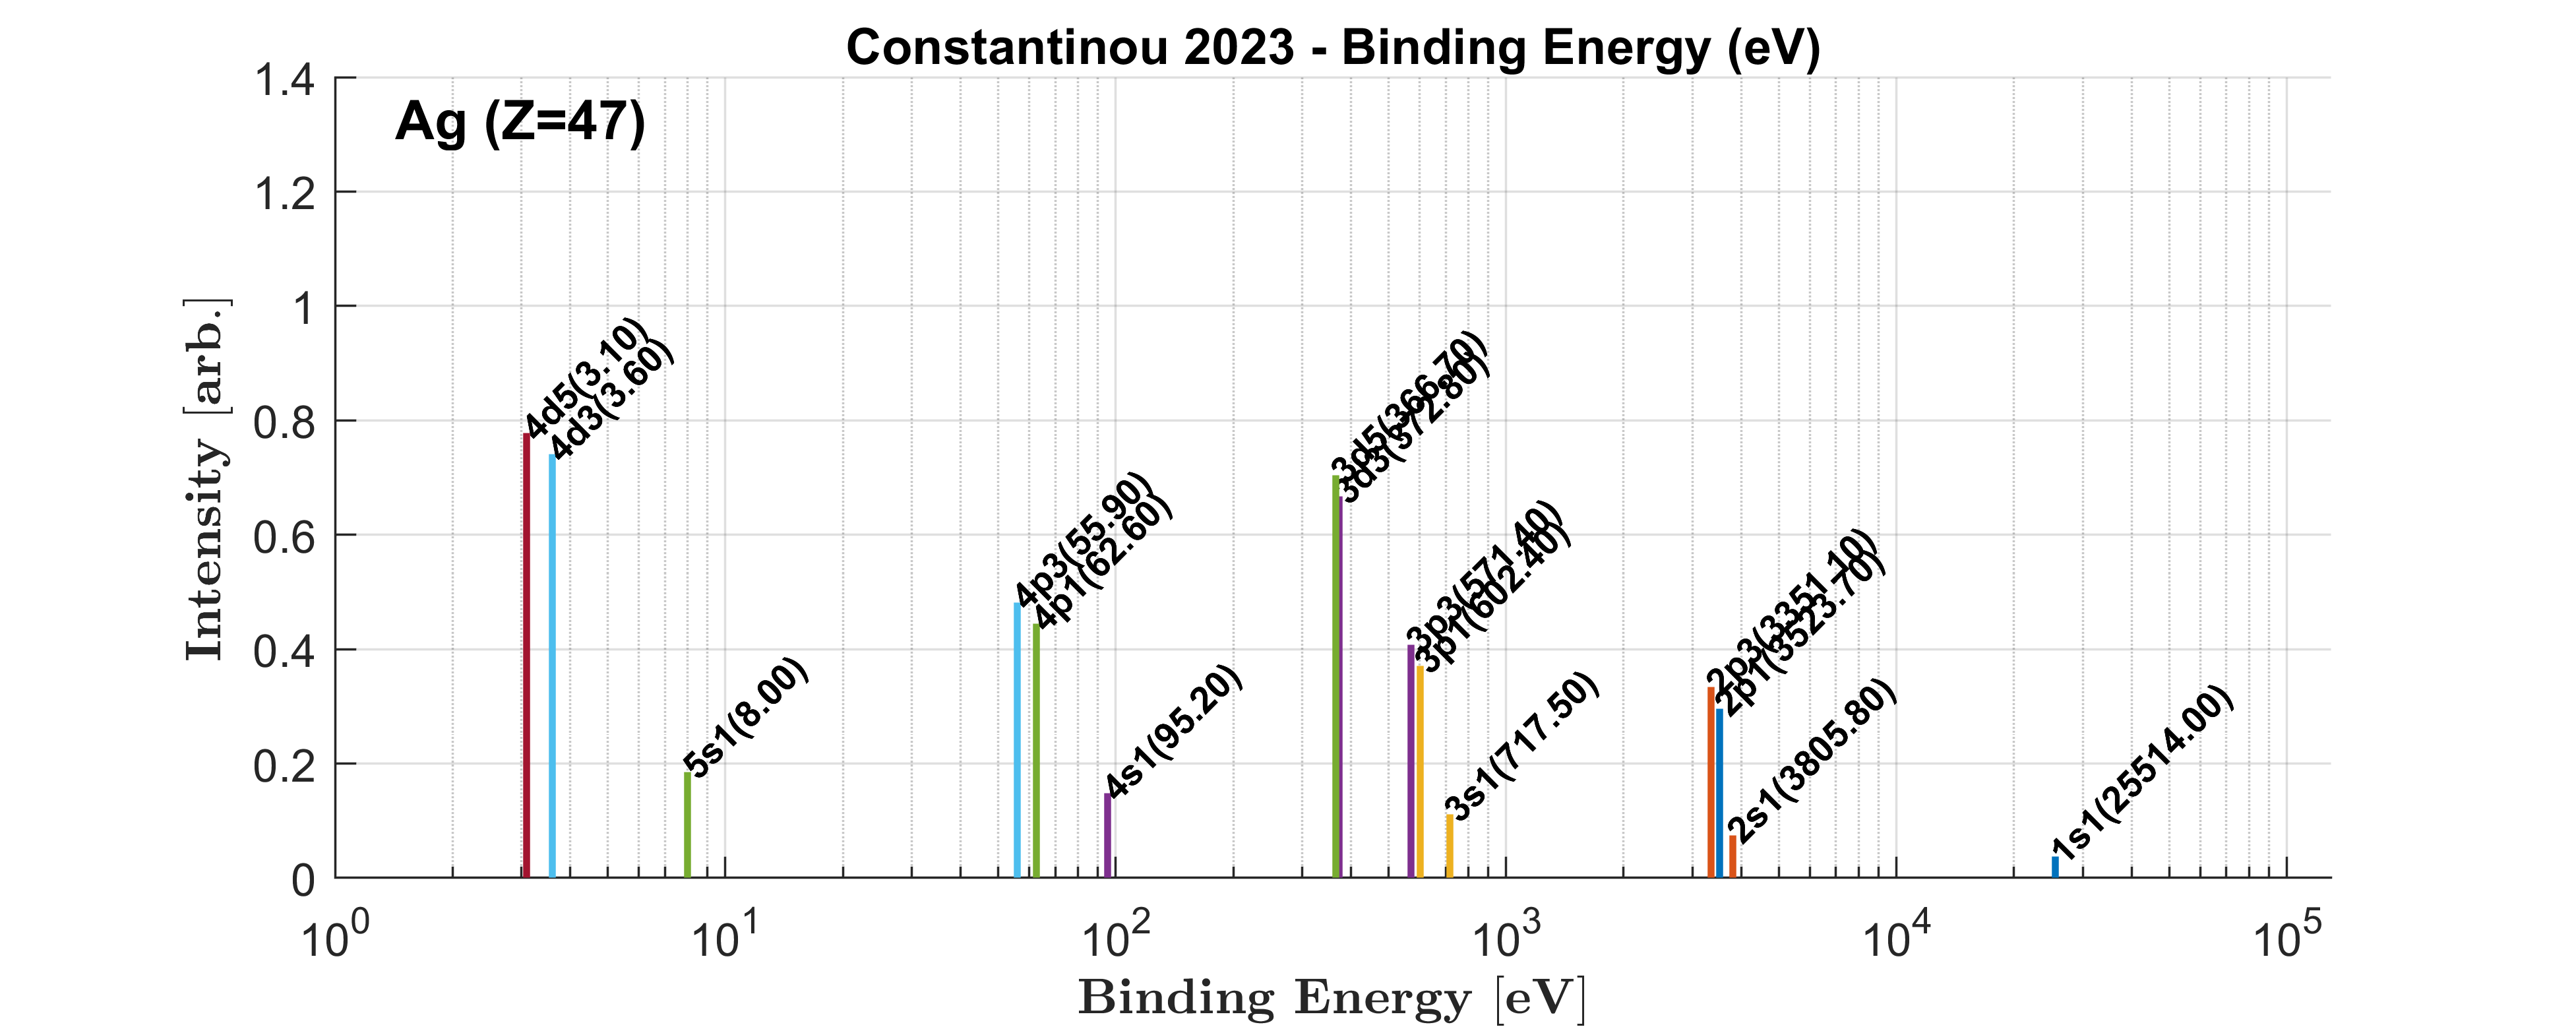 Constantinou 2023 - Binding Energy (eV)
Ag (Z=47)
Intensity [arb.]
1.4
1.2
1
0.8
0.6
0.4
0.2
0
4d5(3.10)
4d3(3.60)
5s1(8.00)
4p3(55.90)
4p1(62.60)
4s1(95.20)
3d5(366.70)
3d3(372.80)
3p3(571.40)
3p1(602.40)
3s1(717.50)
2p3(3351.10)
2p1(3523.70)
2s1(3805.80)
1s1(25514.00)
10^0 10^1 10^2 10^3 10^4 10^5
Binding Energy [eV]